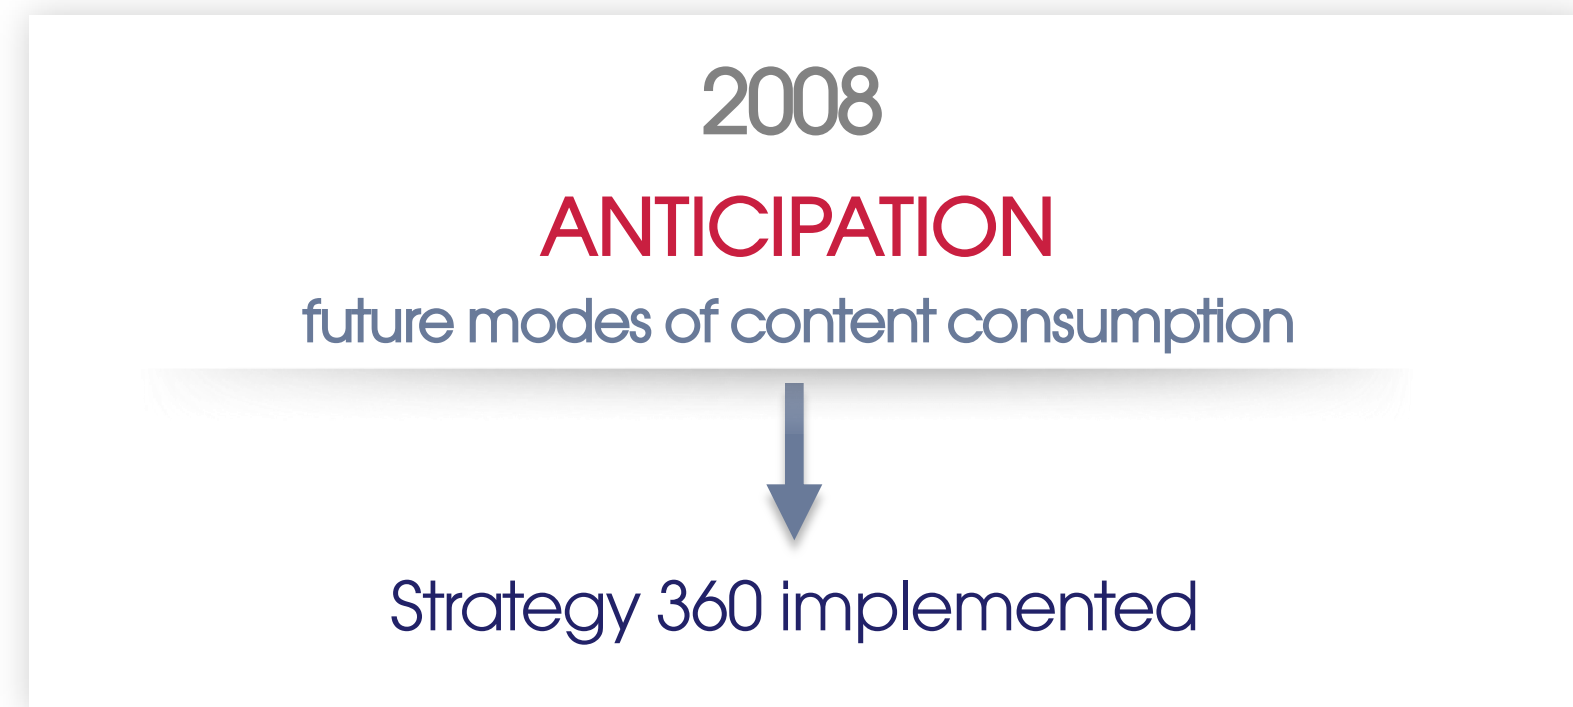 2008
ANTICIPATION
future modes of content consumption
Strategy 360 implemented